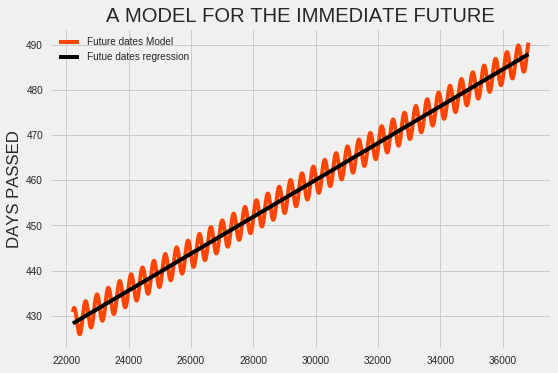 A MODEL FOR THE IMMEDIATE FUTURE
Future dates Model
Futue dates regression
DAYS PASSED
490
480
470
460
450
440
430
22000 24000 26000 28000 30000 32000 34000 36000